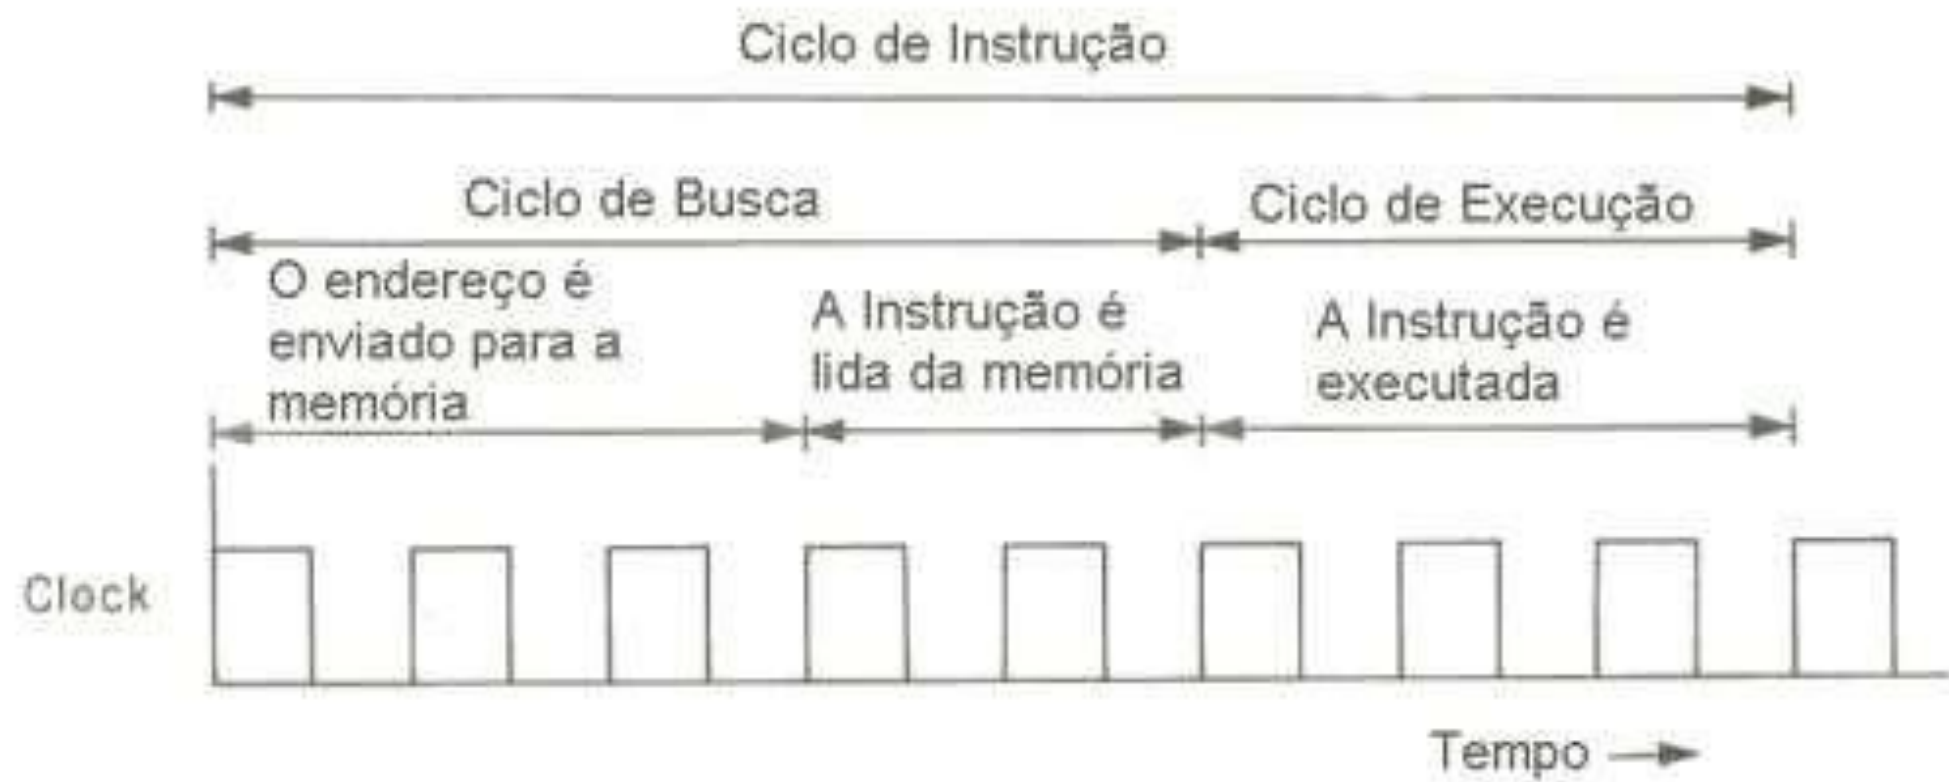 Ciclo de Instrução
Ciclo de Busca
Ciclo de Execução
O endereço é
enviado para a
memória
A Instrução é
lida da memória
A Instrução é
executada
Clock
Tempo